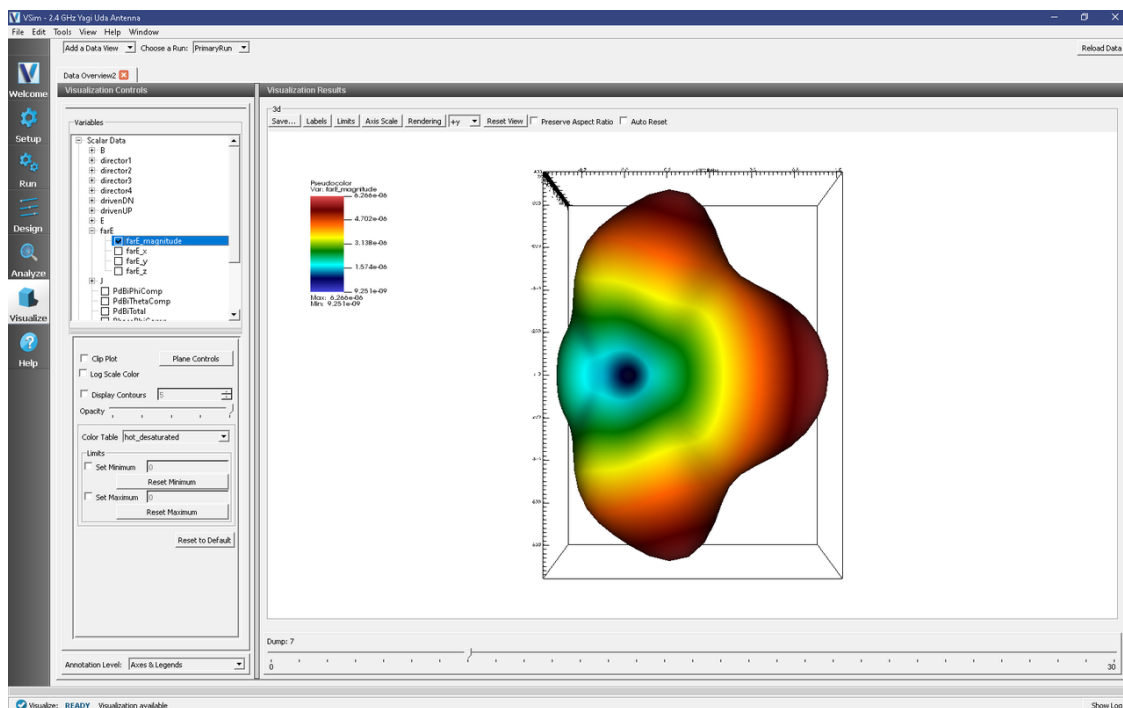 VSim - 2.4 GHz Yagi Uda Antenna
File Edit Tools View Help Window
Add a Data View Choose a Run: PrimaryRun Reload Data
Data Overview2
Welcome
Setup
Run
Design
Analyze
Visualize
Help
Visualization Controls
Variables
Scalar Data
B
director1
director2
director3
director4
drivenDN
drivenUP
E
farE
farE_magnitude
farE_x
farE_y
farE_z
J
PdBiPhiComp
PdBiThetaComp
PdBiTotal
Clip Plot Plane Controls
Log Scale Color
Display Contours 5
Opacity
Color Table hot_desaturated
Limits
Set Minimum 0
Reset Minimum
Set Maximum 0
Reset Maximum
Reset to Default
Annotation Level: Axes & Legends
Visualization Results
3d
Save... Labels Limits Axis Scale Rendering +y Reset View Preserve Aspect Ratio Auto Reset
Pseudocolor
Var: farE_magnitude
6.266e-06
4.702e-06
3.138e-06
1.574e-06
9.251e-09
Max: 6.266e-06
Min: 9.251e-09
Dump: 7
0 30
Visualize: READY Visualization available Show Log